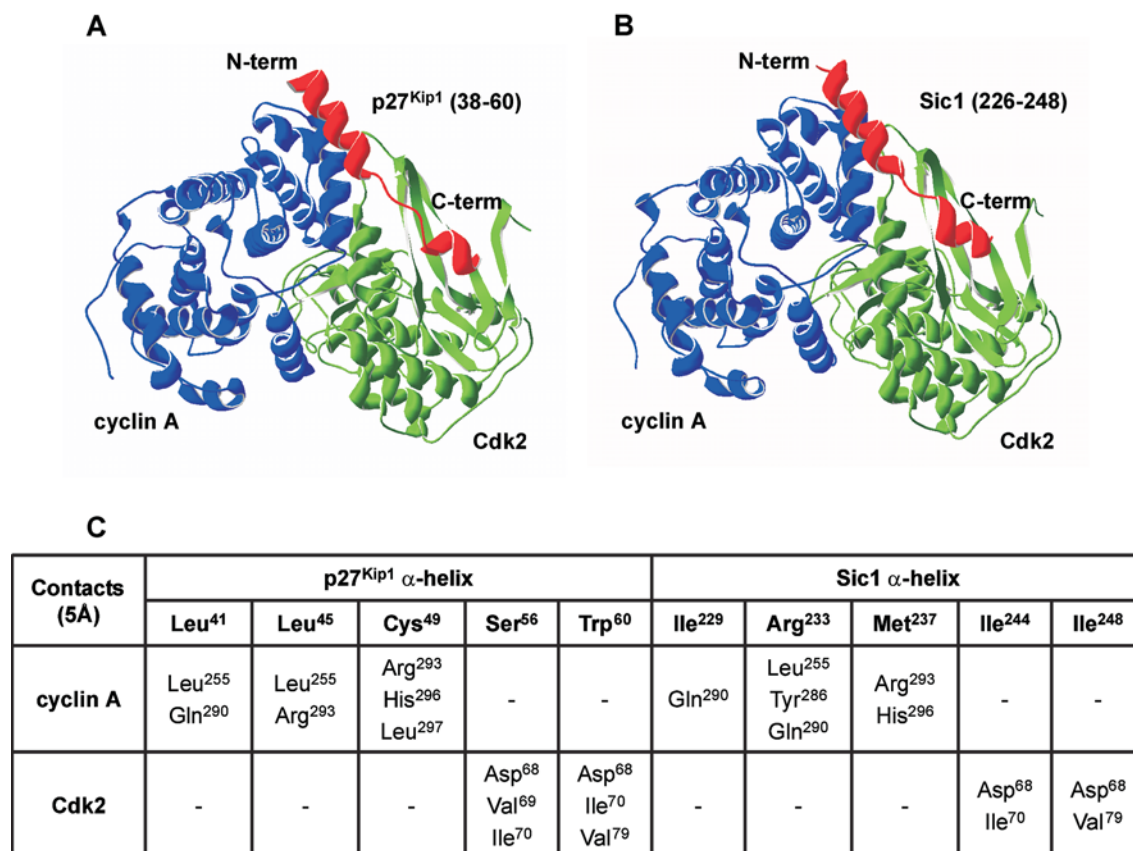 A
B
N-term
p27Kip1 (38-60)
C-term
cyclin A
Cdk2
N-term
Sic1 (226-248)
C-term
cyclin A
Cdk2
C
Contacts (5Å) p27Kip1 α-helix Sic1 α-helix
Leu41 Leu45 Cys49 Ser56 Trp60 Ile229 Arg233 Met237 Ile244 Ile248
cyclin A
Leu255 Gln290
Leu255 Arg293
Arg293 His296 Leu297
-
-
Gln290
Leu255 Tyr286 Gln290
Arg293 His296
-
-
Cdk2
-
-
-
Asp68 Val69 Ile70
Asp68 Ile70 Val79
-
-
-
Asp68 Ile70
Asp68 Val79